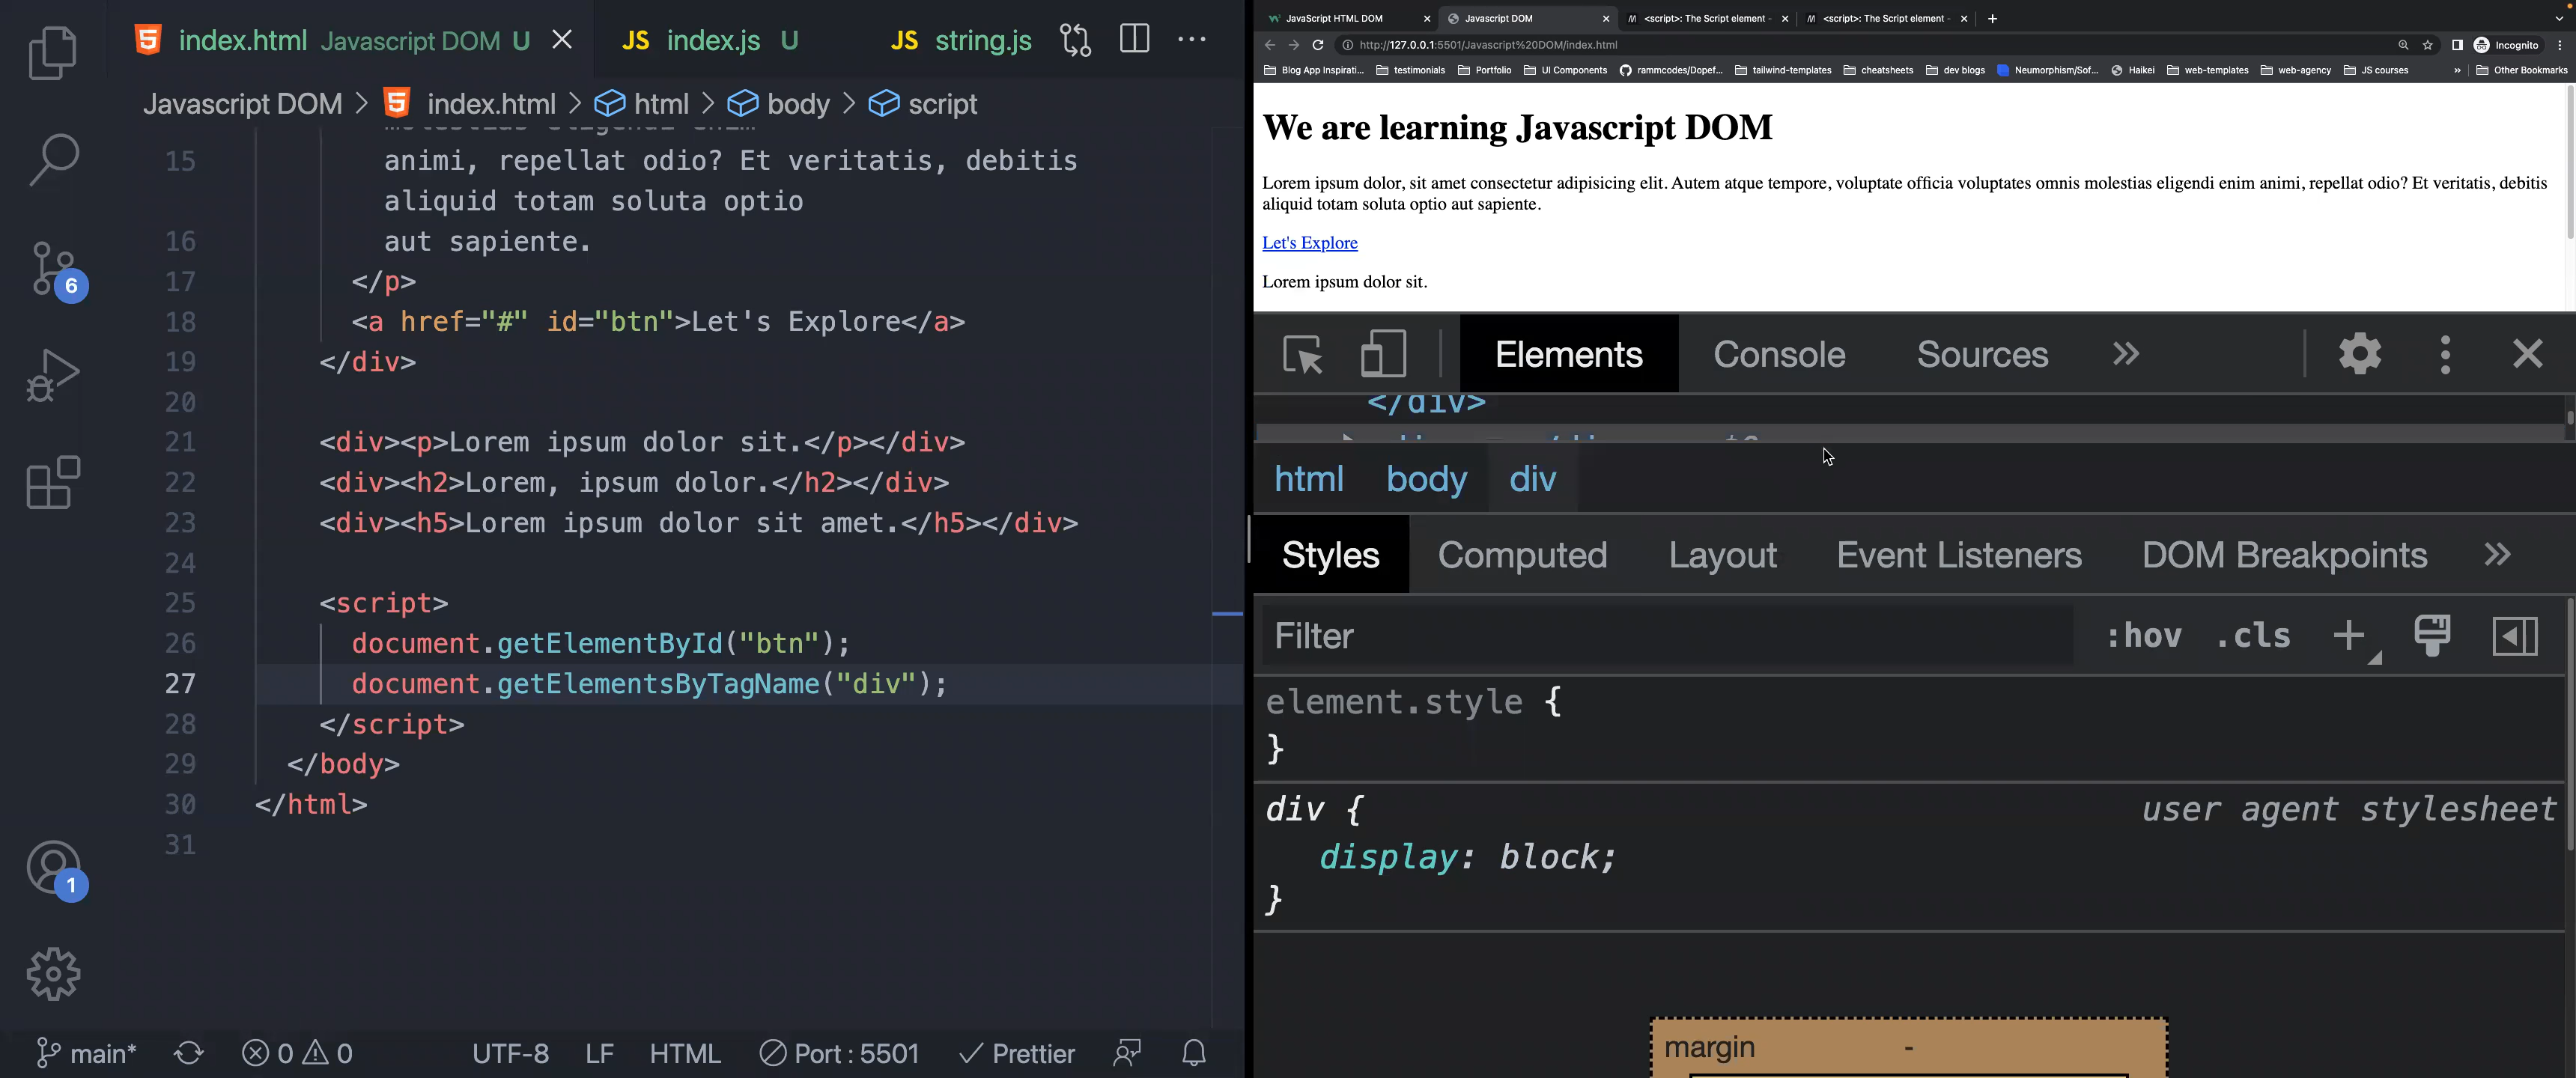 index.html Javascript DOM U
JS index.js U
JS string.js
Javascript DOM > index.html > html > body > script
15 animi, repellat odio? Et veritatis, debitis
aliquid totam soluta optio
16 aut sapiente.
17 </p>
18 <a href="#" id="btn">Let's Explore</a>
19 </div>
20
21 <div><p>Lorem ipsum dolor sit.</p></div>
22 <div><h2>Lorem, ipsum dolor.</h2></div>
23 <div><h5>Lorem ipsum dolor sit amet.</h5></div>
24
25 <script>
26 document.getElementById("btn");
27 document.getElementsByTagName("div");
28 </script>
29 </body>
30 </html>
31
6
1
main* 0 0 UTF-8 LF HTML Port : 5501 Prettier
JavaScript HTML DOM
Javascript DOM
<script>: The Script element -
<script>: The Script element -
http://127.0.0.1:5501/Javascript%20DOM/index.html
Incognito
Blog App Inspirati... testimonials Portfolio UI Components rammcodes/Dopef... tailwind-templates cheatsheets dev blogs Neumorphism/Sof... Haikei web-templates web-agency JS courses » Other Bookmarks
We are learning Javascript DOM
Lorem ipsum dolor, sit amet consectetur adipisicing elit. Autem atque tempore, voluptate officia voluptates omnis molestias eligendi enim animi, repellat odio? Et veritatis, debitis
aliquid totam soluta optio aut sapiente.
Let's Explore
Lorem ipsum dolor sit.
Elements Console Sources »
</div>
html body div
Styles Computed Layout Event Listeners DOM Breakpoints »
Filter :hov .cls +
element.style {
}
div { user agent stylesheet
display: block;
}
margin -